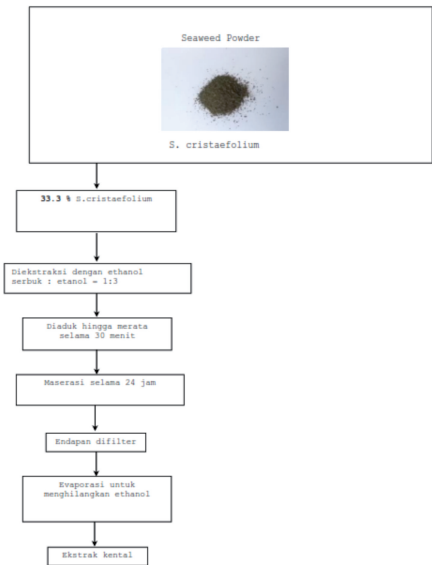 Seaweed Powder
S. cristaefolium
33.3 % S.cristaefolium
Diekstraksi dengan ethanol
serbuk : etanol = 1:3
Diaduk hingga merata
selama 30 menit
Maserasi selama 24 jam
Endapan difilter
Evaporasi untuk
menghilangkan ethanol
Ekstrak kental